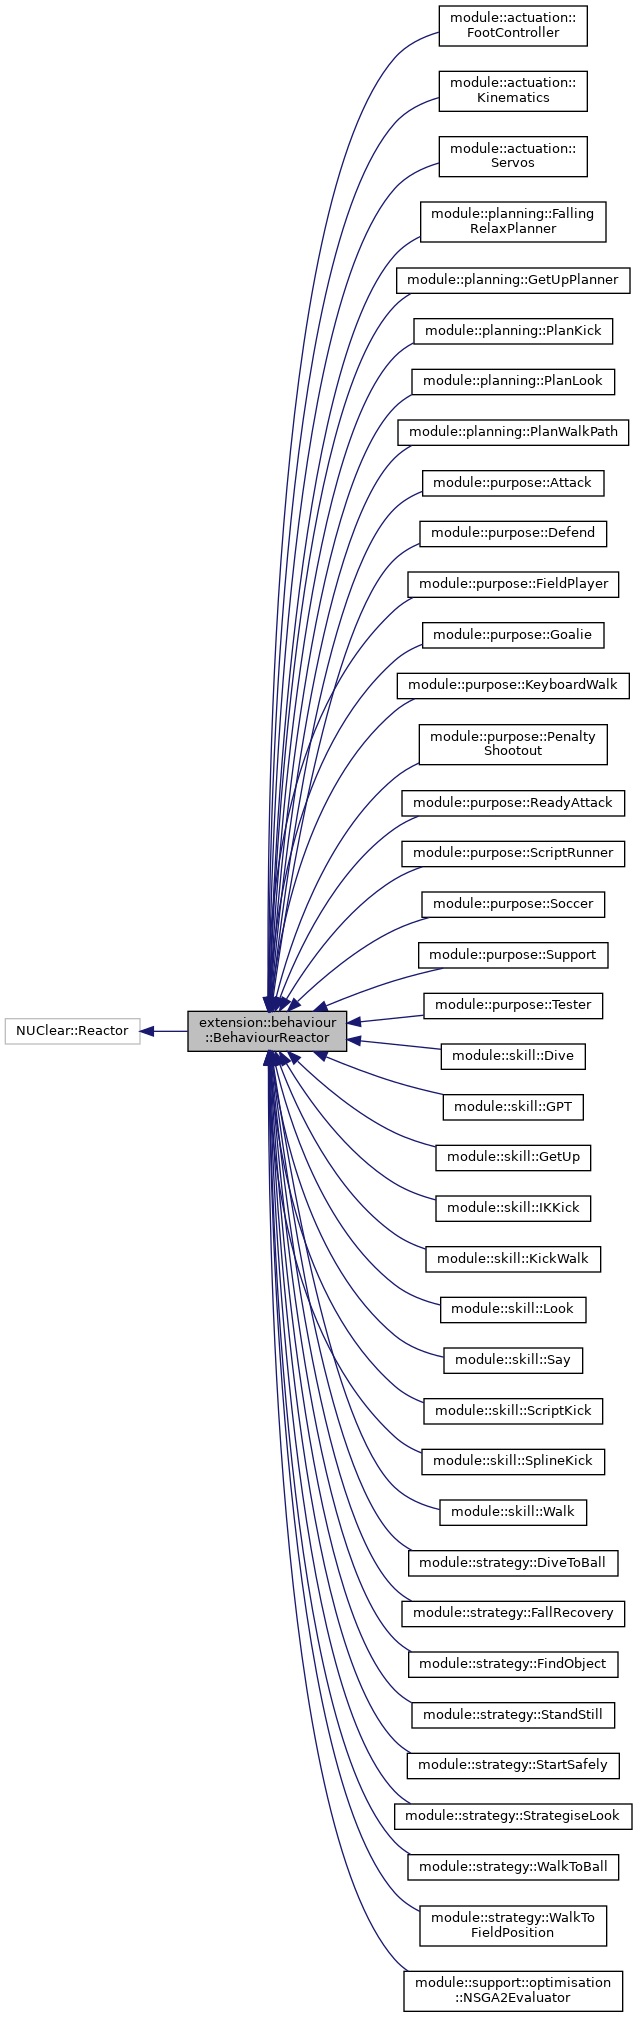 module::actuation::
FootController
module::actuation::
Kinematics
module::actuation::
Servos
module::planning::Falling
RelaxPlanner
module::planning::GetUpPlanner
module::planning::PlanKick
module::planning::PlanLook
module::planning::PlanWalkPath
module::purpose::Attack
module::purpose::Defend
module::purpose::FieldPlayer
module::purpose::Goalie
module::purpose::KeyboardWalk
module::purpose::Penalty
Shootout
module::purpose::ReadyAttack
module::purpose::ScriptRunner
module::purpose::Soccer
module::purpose::Support
module::purpose::Tester
NUClear::Reactor
extension::behaviour
::BehaviourReactor
module::skill::Dive
module::skill::GPT
module::skill::GetUp
module::skill::IKKick
module::skill::KickWalk
module::skill::Look
module::skill::Say
module::skill::ScriptKick
module::skill::SplineKick
module::skill::Walk
module::strategy::DiveToBall
module::strategy::FallRecovery
module::strategy::FindObject
module::strategy::StandStill
module::strategy::StartSafely
module::strategy::StrategiseLook
module::strategy::WalkToBall
module::strategy::WalkTo
FieldPosition
module::support::optimisation
::NSGA2Evaluator